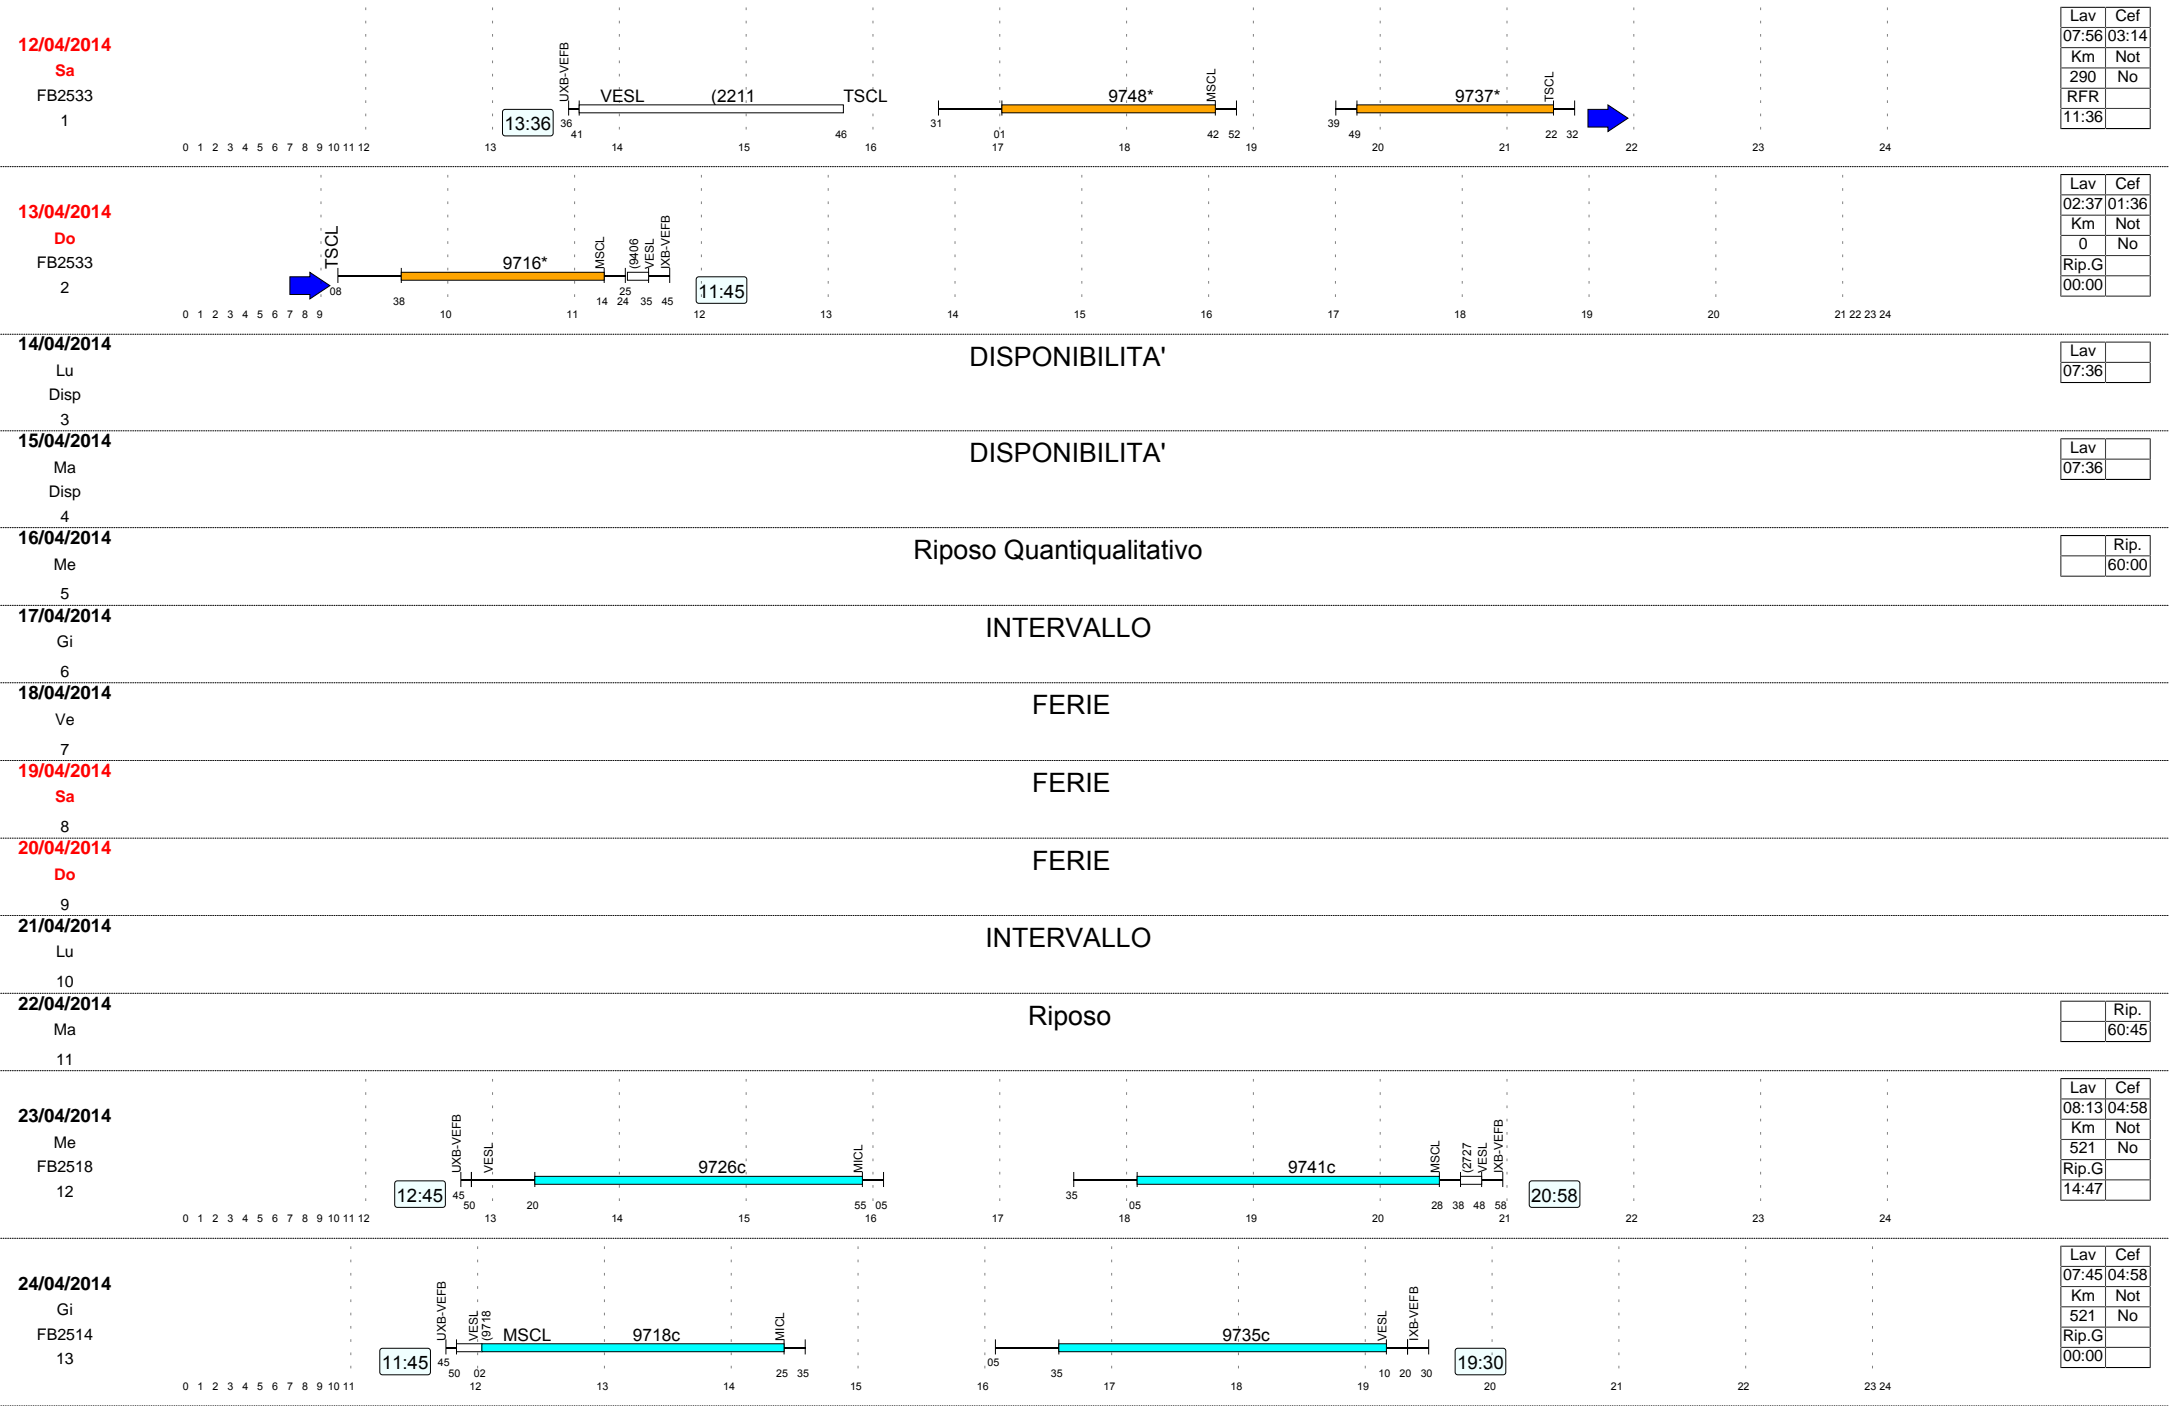 12/04/2014
Sa
FB2533
1
13:36
UXB-VEFB
VESL (2211 TSCL
9748* MSCL
9737* TSCL
36 41 46 31 01 42 52 39 49 22 32
0 1 2 3 4 5 6 7 8 9 10 11 12 13 14 15 16 17 18 19 20 21 22 23 24
Lav Cef
07:56 03:14
Km Not
290 No
RFR
11:36
13/04/2014
Do
FB2533
2
TSCL
9716* MSCL (9406 VESL IXB-VEFB
11:45
08 38 14 24 25 35 45
0 1 2 3 4 5 6 7 8 9 10 11 12 13 14 15 16 17 18 19 20 21 22 23 24
Lav Cef
02:37 01:36
Km Not
0 No
Rip.G
00:00
14/04/2014
Lu
Disp
3
DISPONIBILITA'
Lav
07:36
15/04/2014
Ma
Disp
4
DISPONIBILITA'
Lav
07:36
16/04/2014
Me
5
Riposo Quantiqualitativo
Rip.
60:00
17/04/2014
Gi
6
INTERVALLO
18/04/2014
Ve
7
FERIE
19/04/2014
Sa
8
FERIE
20/04/2014
Do
9
FERIE
21/04/2014
Lu
10
INTERVALLO
22/04/2014
Ma
11
Riposo
Rip.
60:45
23/04/2014
Me
FB2518
12
12:45
UXB-VEFB VESL
9726c MICL
9741c MSCL (2727 VESL IXB-VEFB
20:58
45 50 20 55 05 35 05 28 38 48 58
0 1 2 3 4 5 6 7 8 9 10 11 12 13 14 15 16 17 18 19 20 21 22 23 24
Lav Cef
08:13 04:58
Km Not
521 No
Rip.G
14:47
24/04/2014
Gi
FB2514
13
11:45
UXB-VEFB VESL (9718
MSCL 9718c MICL
9735c VESL IXB-VEFB
19:30
45 50 02 25 35 05 35 10 20 30
0 1 2 3 4 5 6 7 8 9 10 11 12 13 14 15 16 17 18 19 20 21 22 23 24
Lav Cef
07:45 04:58
Km Not
521 No
Rip.G
00:00